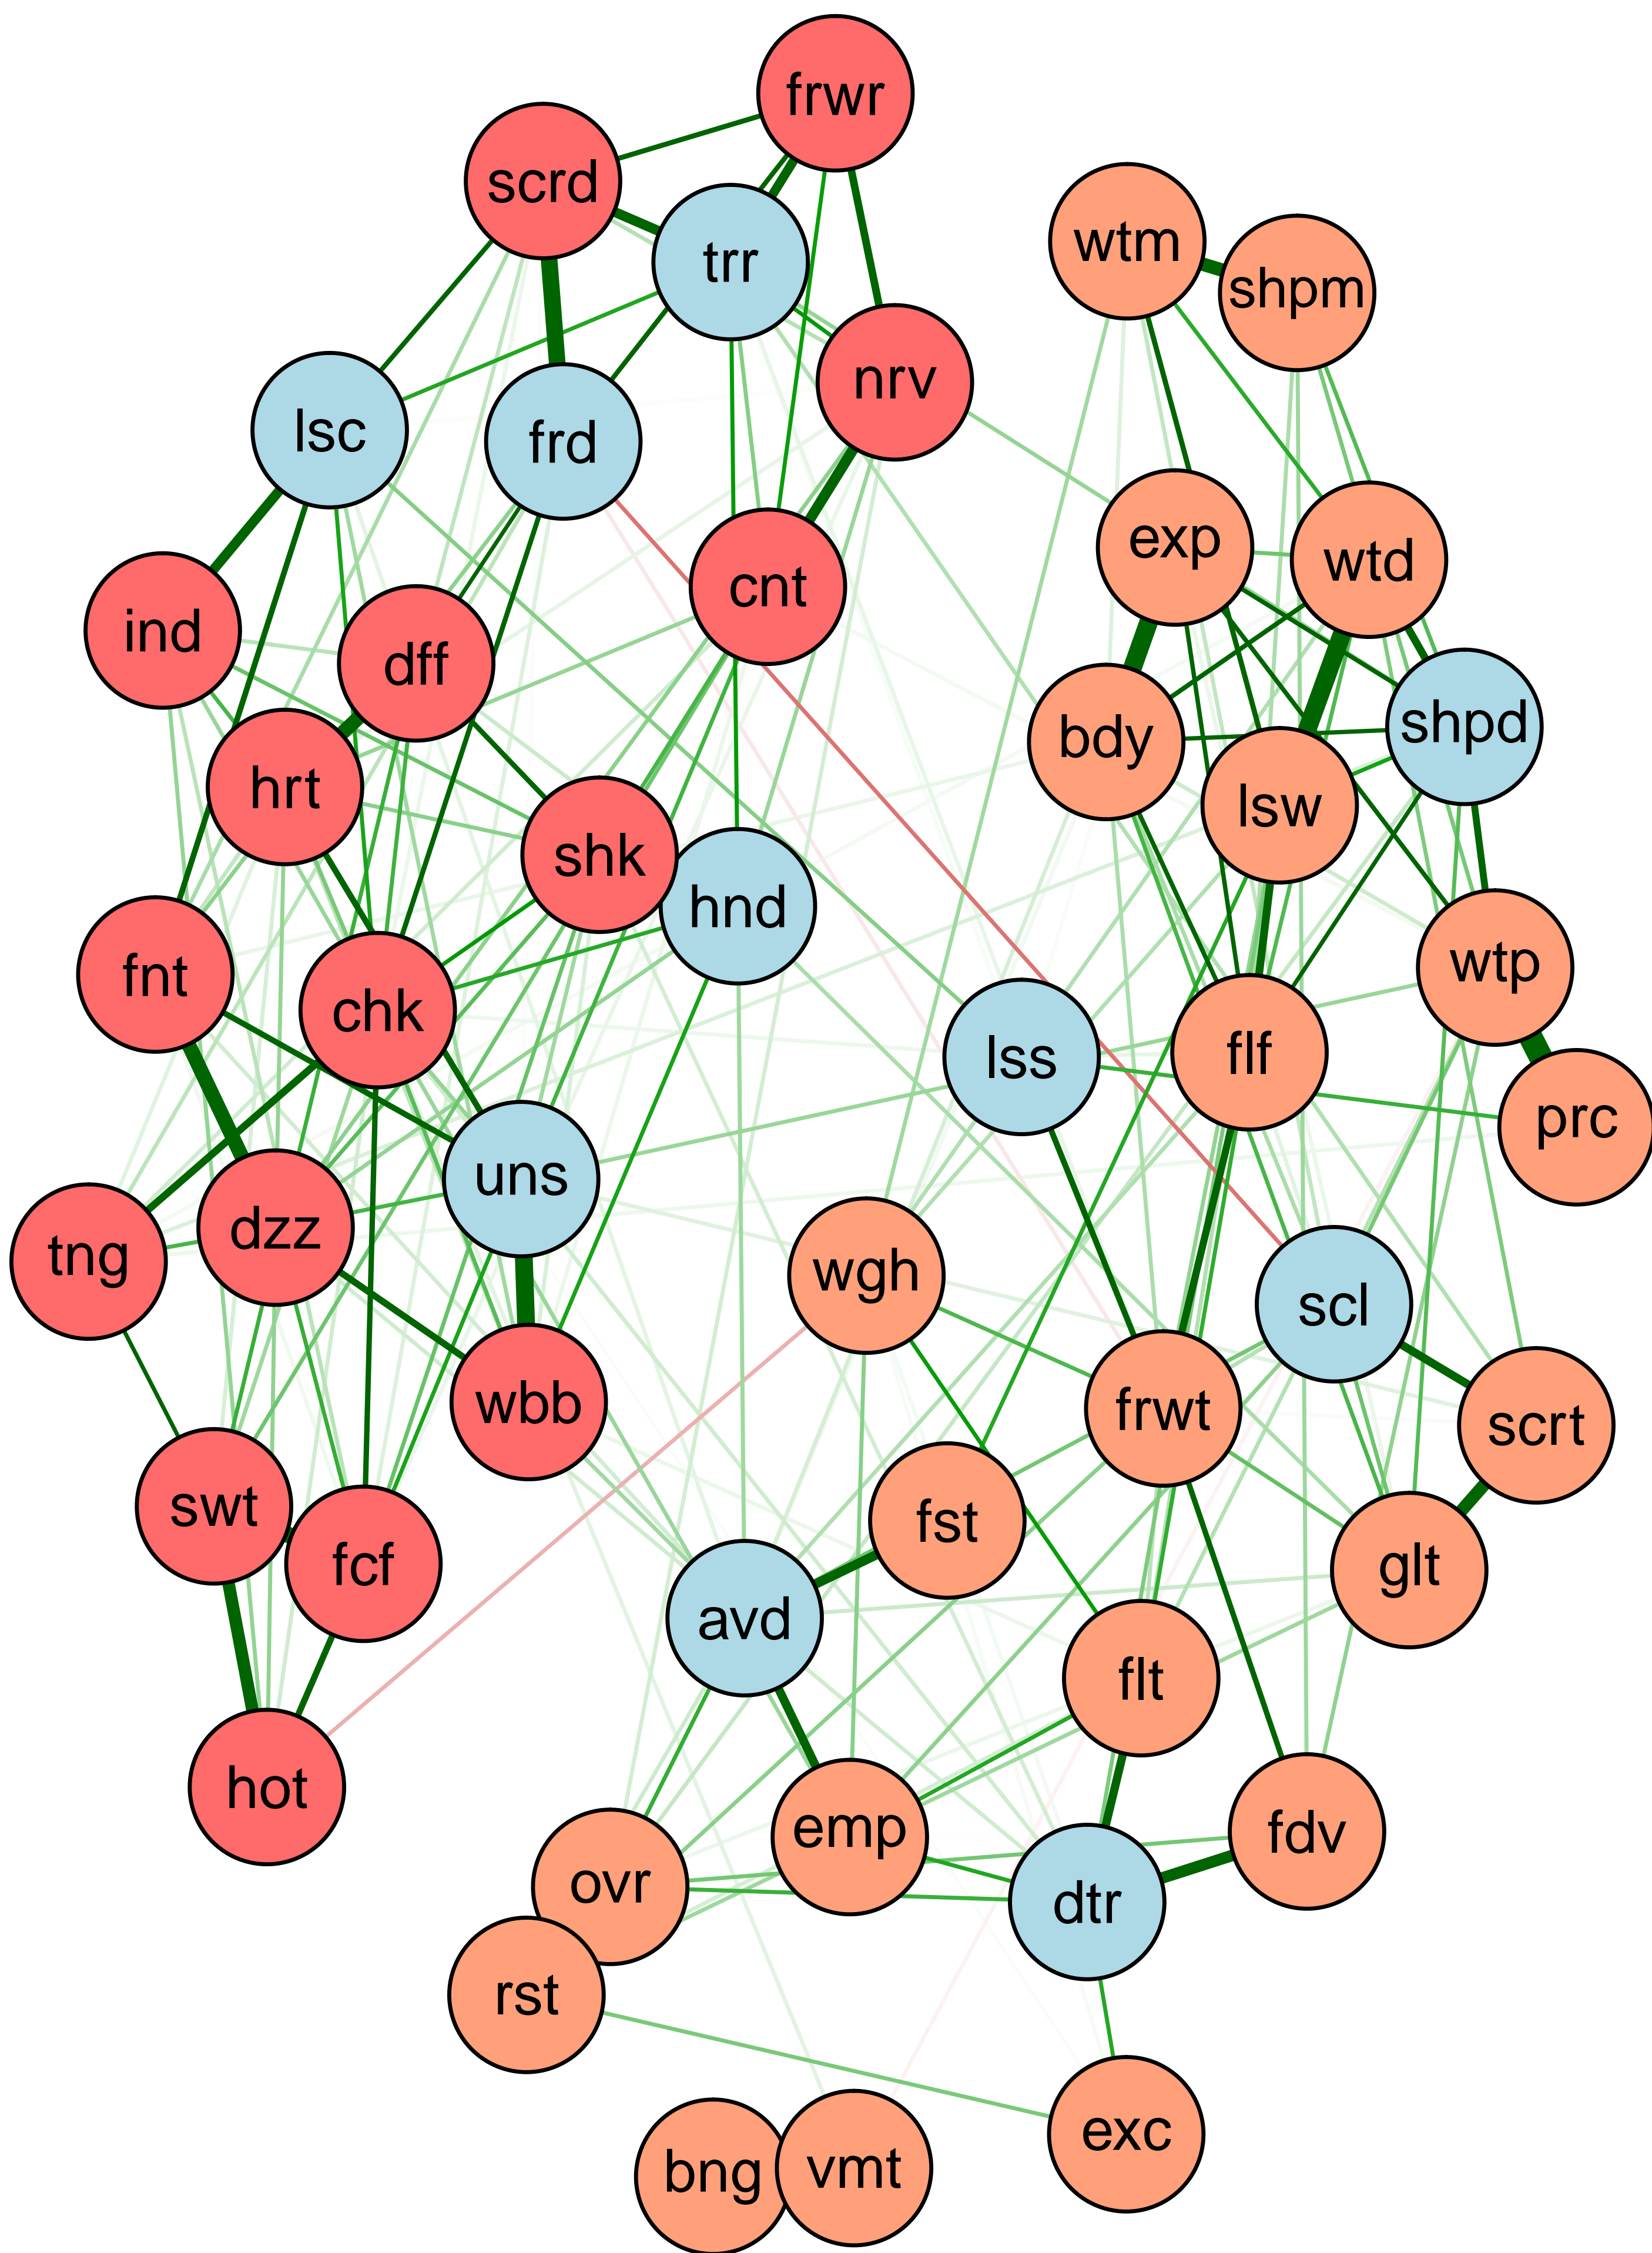 frwr
scrd
trr
wtm
shpm
nrv
lsc
frd
exp
wtd
cnt
ind
dff
bdy
shpd
hrt
lsw
shk
hnd
fnt
wtp
chk
lss
flf
prc
uns
tng
dzz
wgh
scl
wbb
frwt
scrt
swt
fst
fcf
glt
avd
flt
hot
emp
fdv
ovr
dtr
rst
exc
bng
vmt